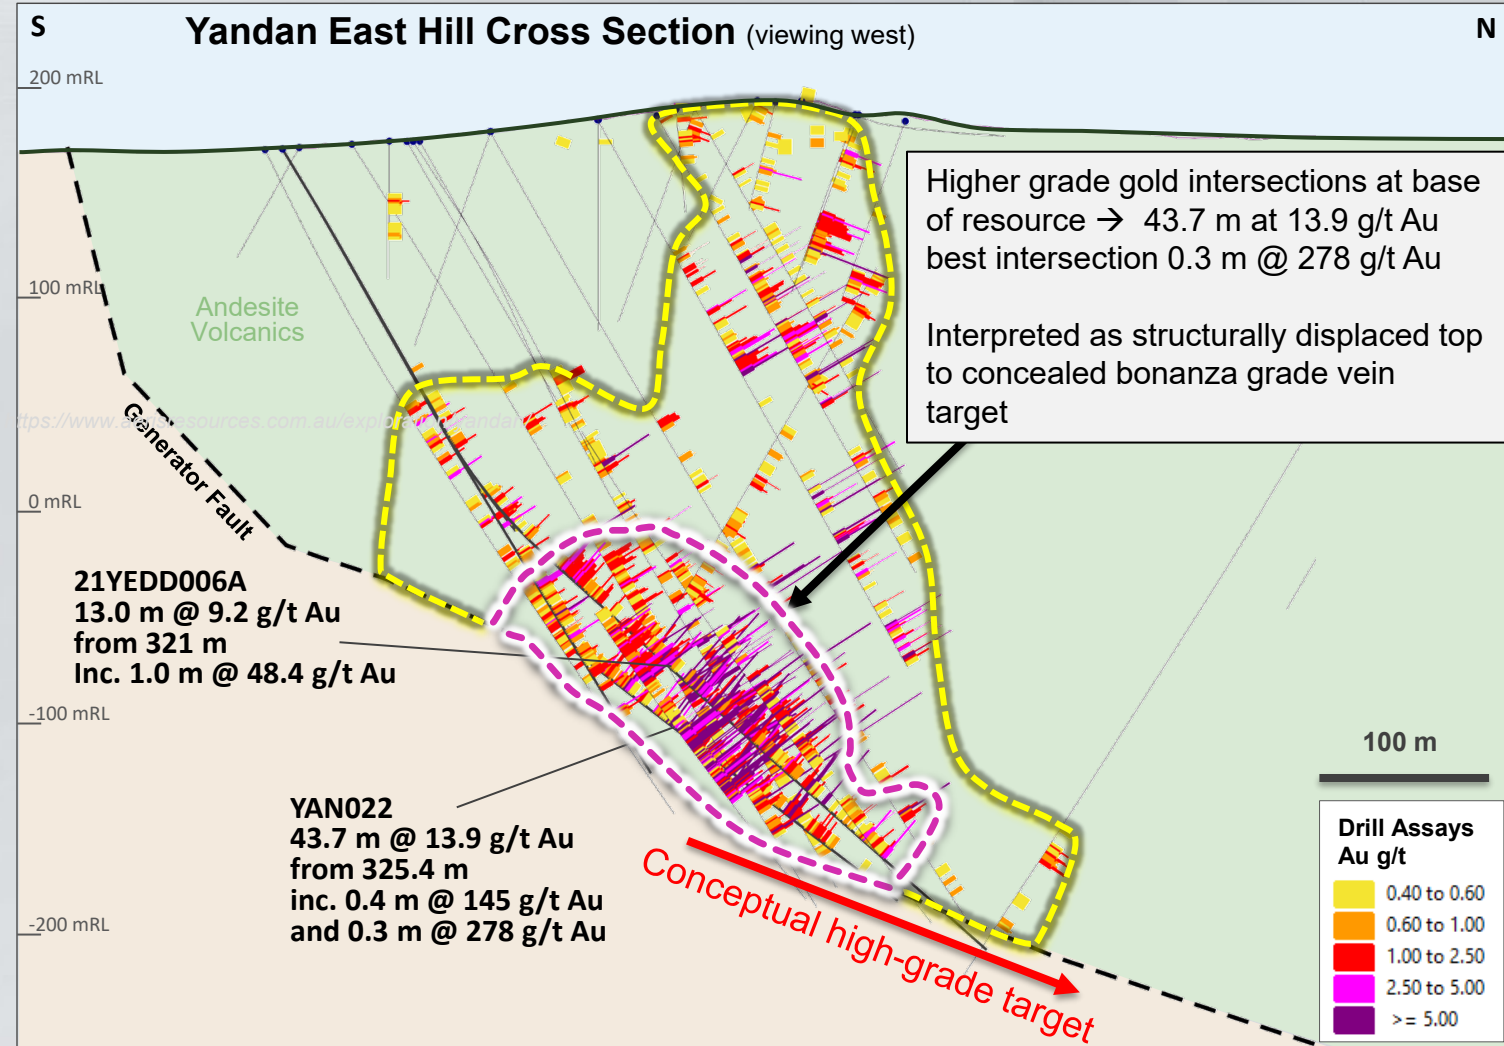 S
Yandan East Hill Cross Section (viewing west)
N
200 mRL
Higher grade gold intersections at base
of resource → 43.7 m at 13.9 g/t Au
best intersection 0.3 m @ 278 g/t Au
Interpreted as structurally displaced top
to concealed bonanza grade vein
target
100 mRL
Andesite
Volcanics
Generator Fault
0 mRL
21YEDD006A
13.0 m @ 9.2 g/t Au
from 321 m
Inc. 1.0 m @ 48.4 g/t Au
-100 mRL
100 m
YAN022
43.7 m @ 13.9 g/t Au
from 325.4 m
inc. 0.4 m @ 145 g/t Au
and 0.3 m @ 278 g/t Au
-200 mRL
Conceptual high-grade target
Drill Assays
Au g/t
0.40 to 0.60
0.60 to 1.00
1.00 to 2.50
2.50 to 5.00
>= 5.00